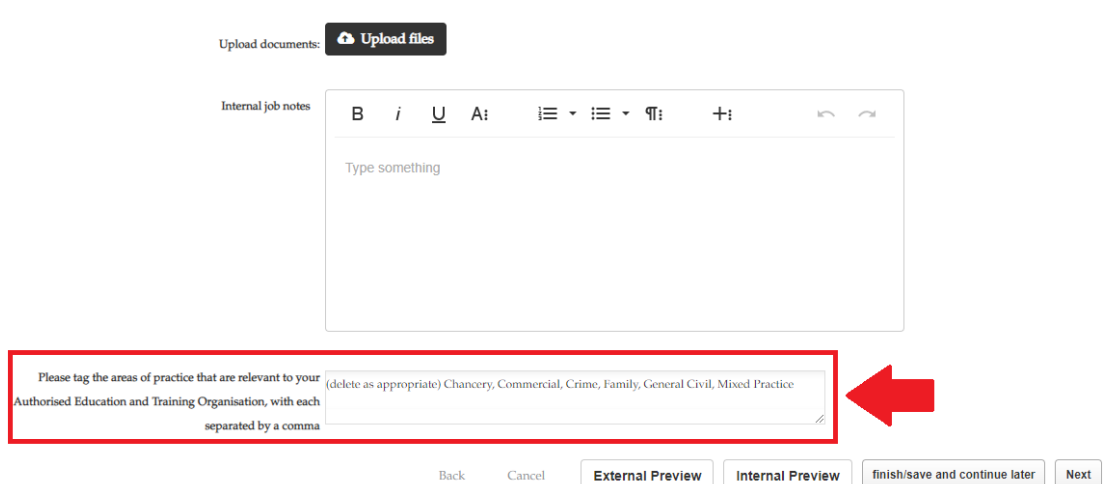 Upload documents:
Upload files
Internal job notes
B i U A
Type something
Please tag the areas of practice that are relevant to your
Authorised Education and Training Organisation, with each
separated by a comma
(delete as appropriate) Chancery, Commercial, Crime, Family, General Civil, Mixed Practice
Back Cancel External Preview Internal Preview finish/save and continue later Next